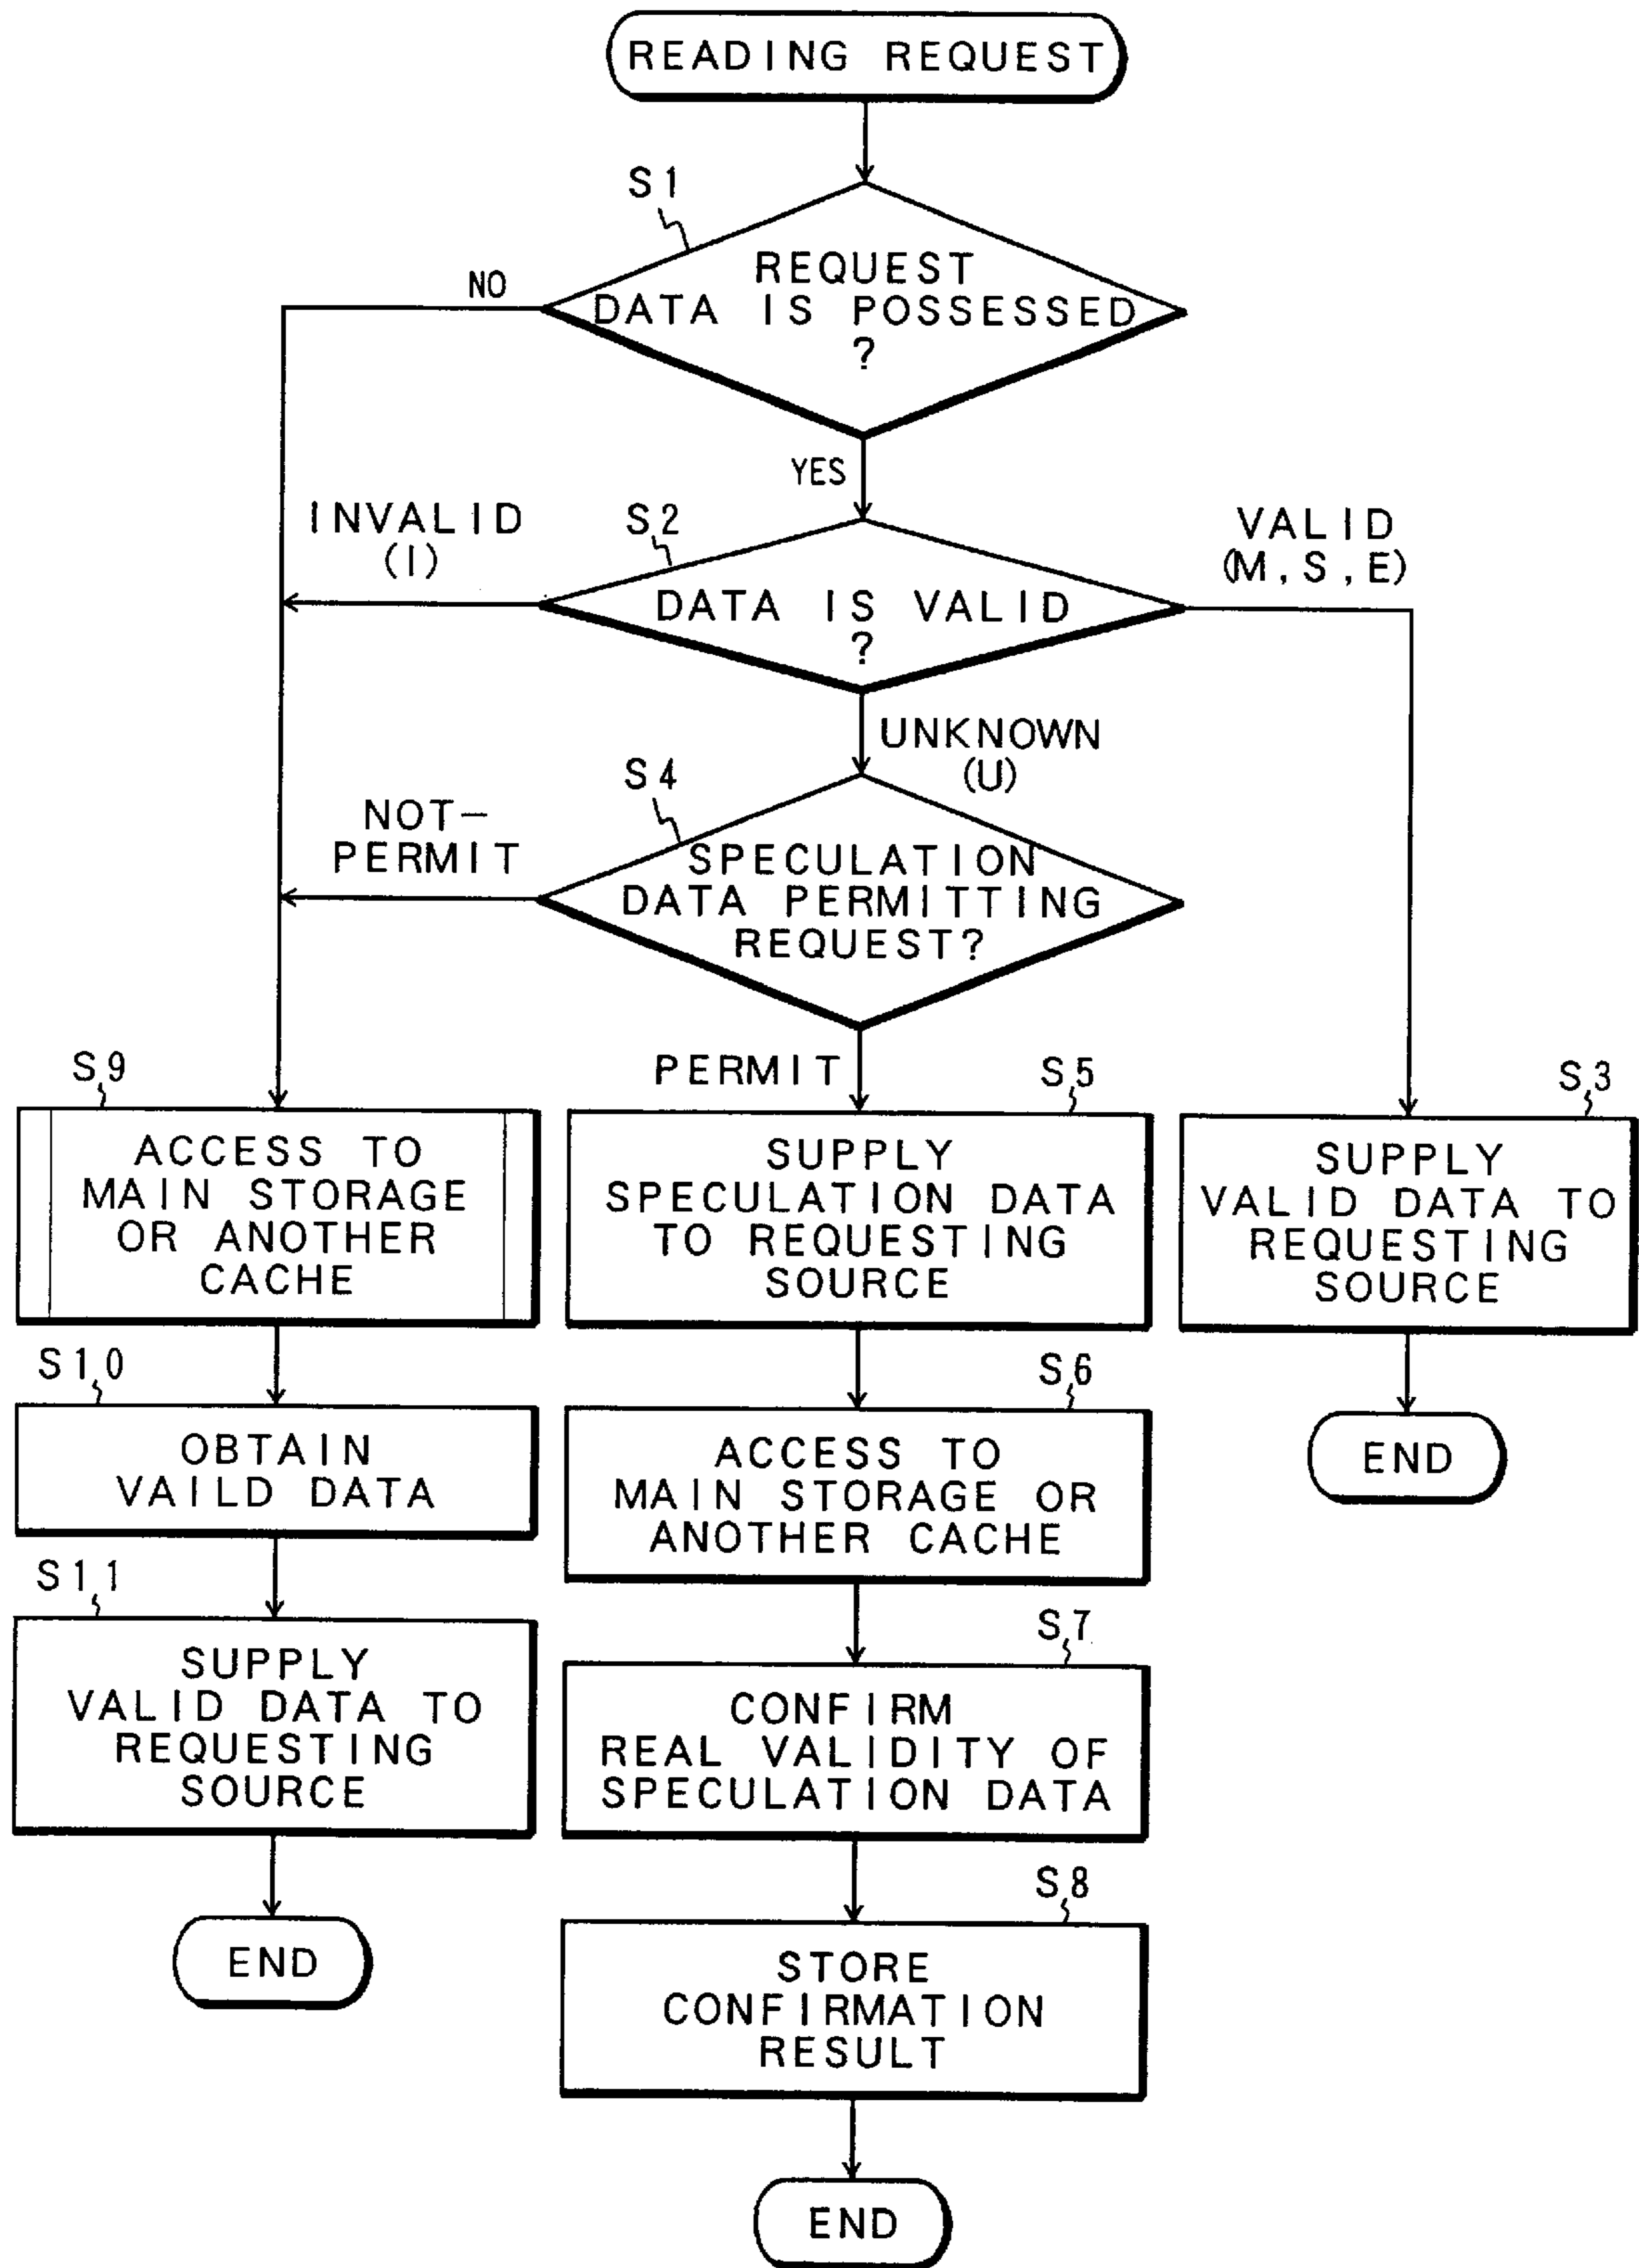 READING REQUEST
S1
REQUEST
DATA IS POSSESSED
?
NO
YES
INVALID
(I)
S2
DATA IS VALID
?
VALID
(M,S,E)
UNKNOWN
(U)
S4
NOT-
PERMIT
SPECULATION
DATA PERMITTING
REQUEST?
PERMIT
S9
ACCESS TO
MAIN STORAGE
OR ANOTHER
CACHE
S5
SUPPLY
SPECULATION DATA
TO REQUESTING
SOURCE
S3
SUPPLY
VALID DATA TO
REQUESTING
SOURCE
END
S10
OBTAIN
VAILD DATA
S6
ACCESS TO
MAIN STORAGE OR
ANOTHER CACHE
S11
SUPPLY
VALID DATA TO
REQUESTING
SOURCE
END
S7
CONFIRM
REAL VALIDITY OF
SPECULATION DATA
S8
STORE
CONFIRMATION
RESULT
END